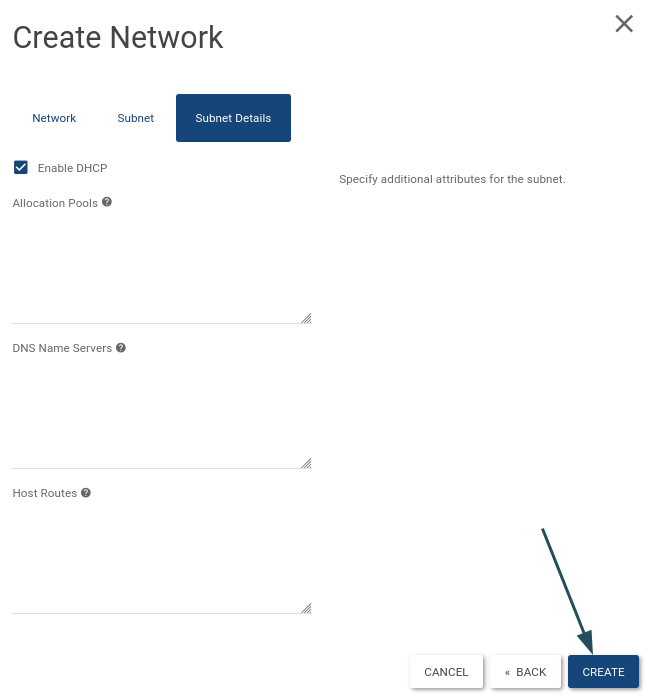 Create Network
Network
Subnet
Subnet Details
Enable DHCP
Specify additional attributes for the subnet.
Allocation Pools
DNS Name Servers
Host Routes
CANCEL
« BACK
CREATE